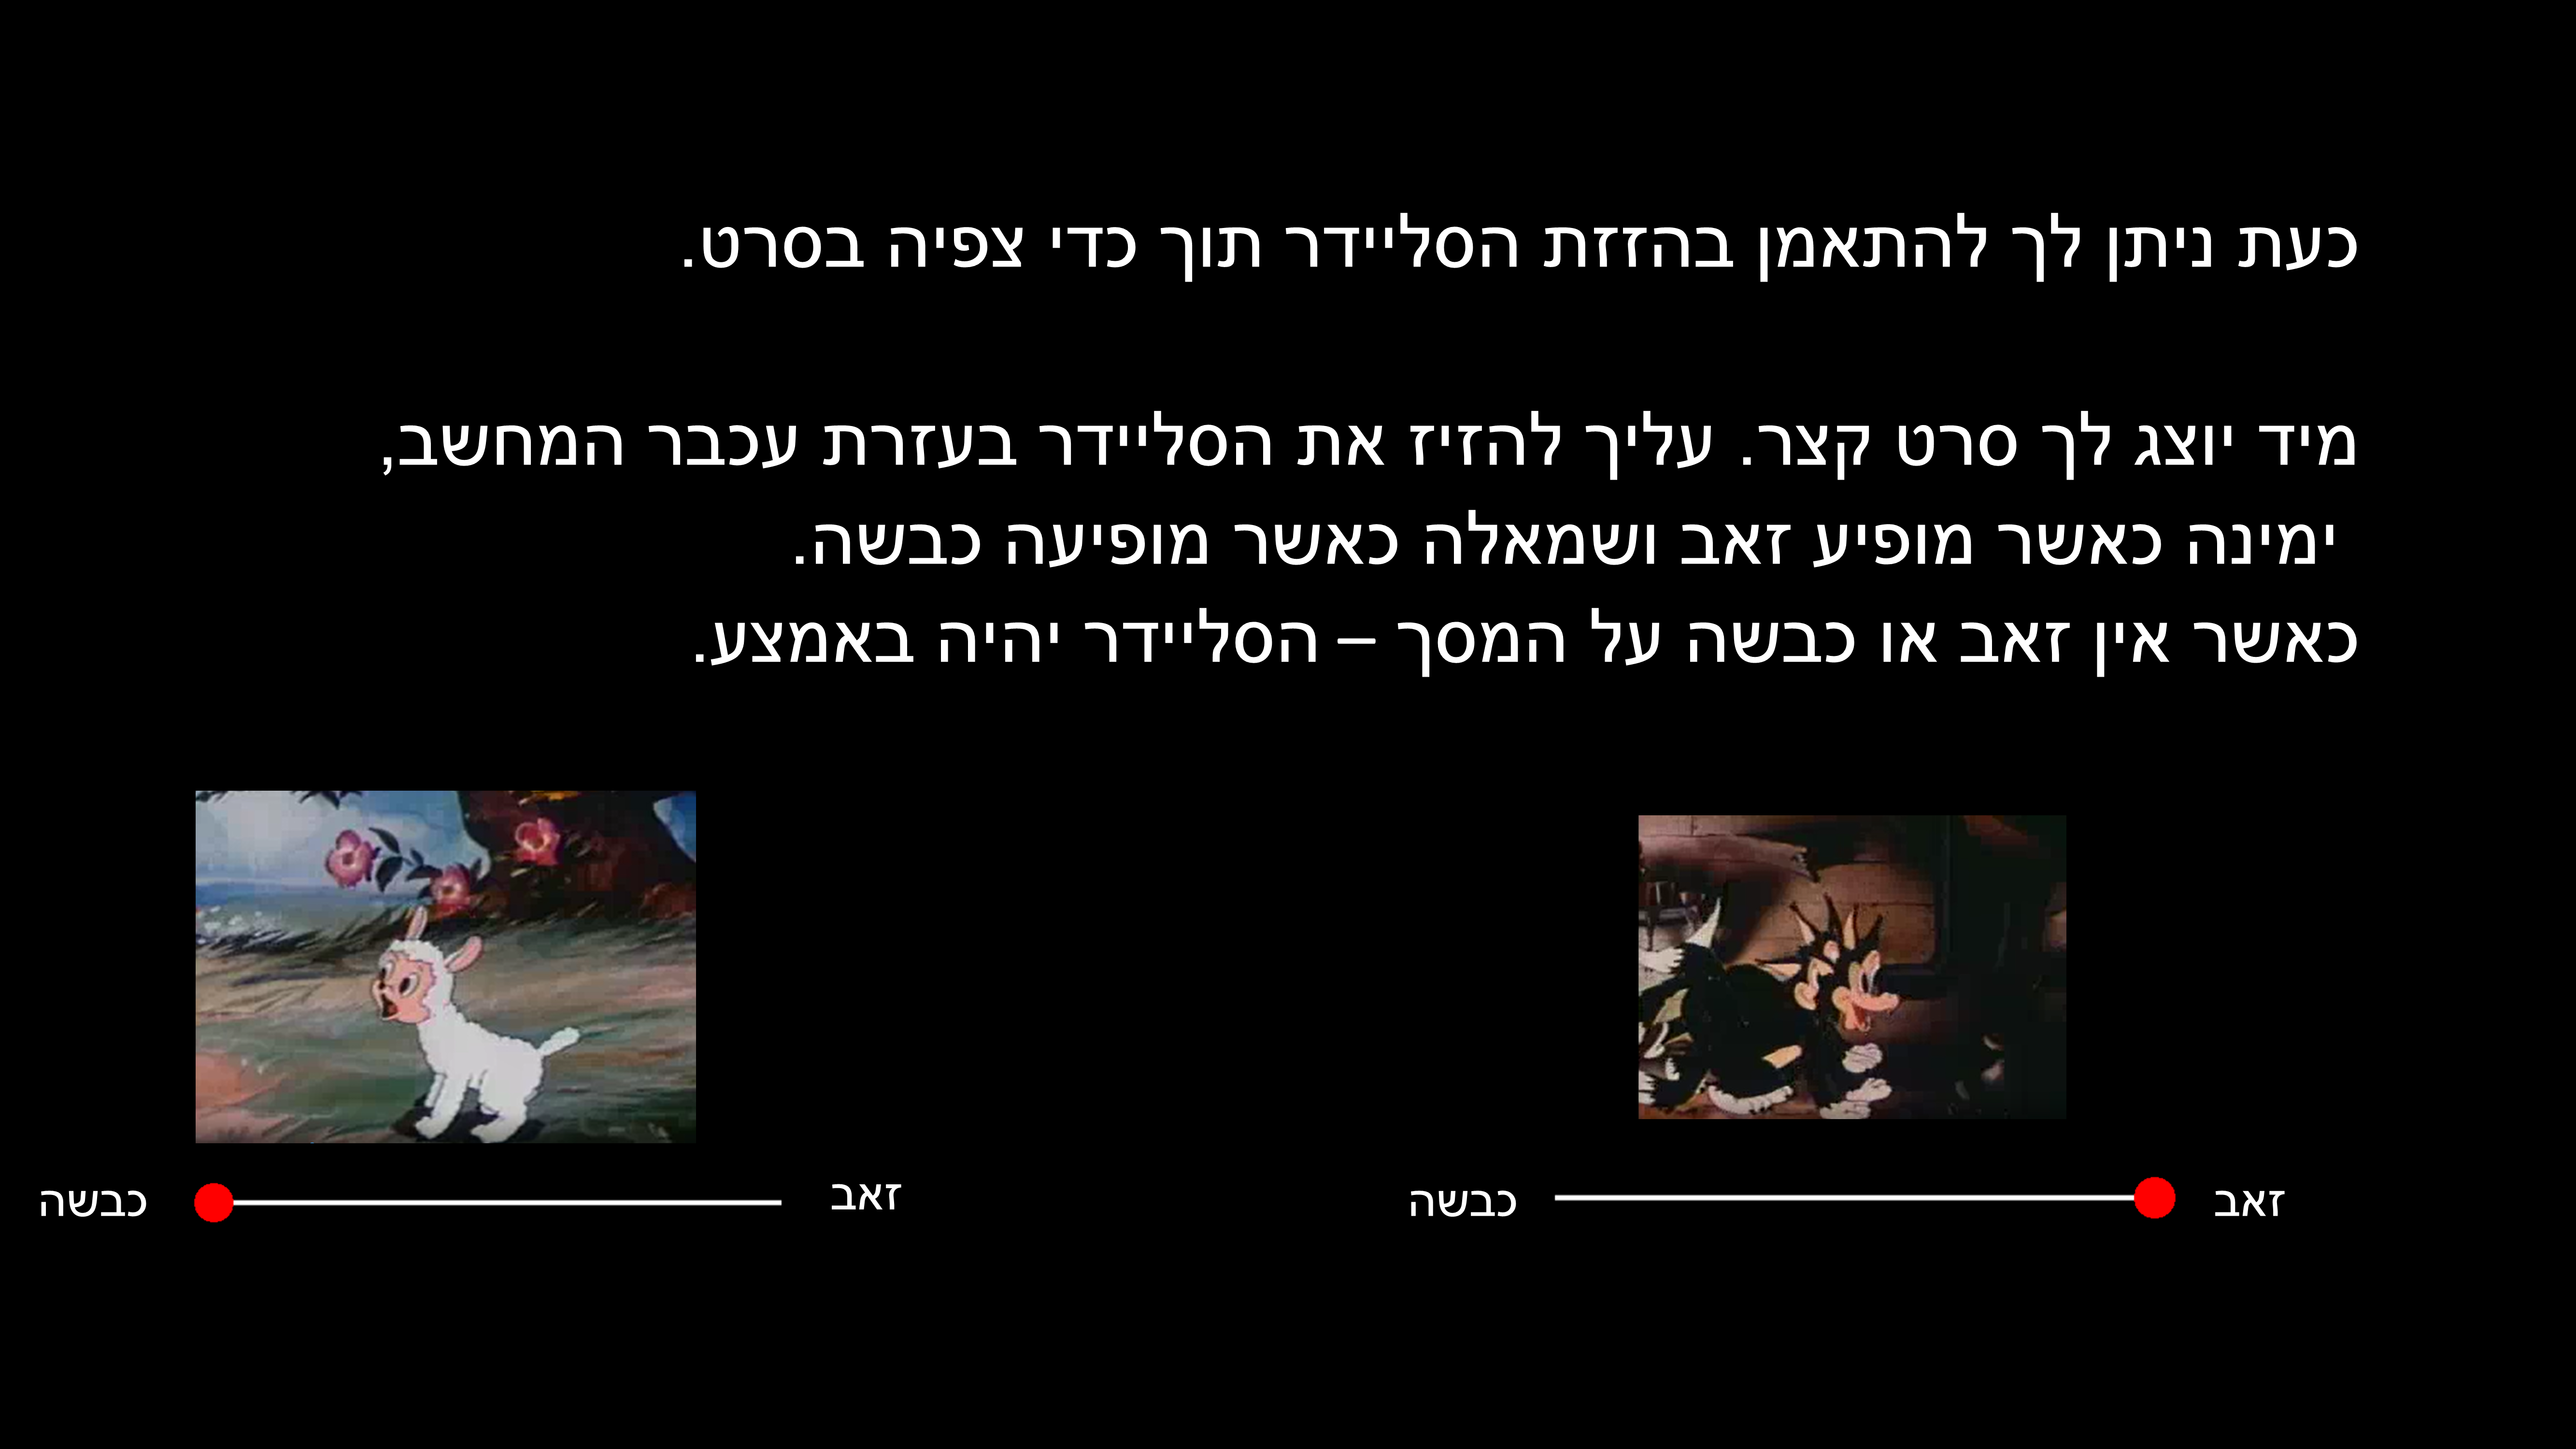 כעת ניתן לך להתאמן בהזזת הסליידר תוך כדי צפיה בסרט.
מיד יוצג לך סרט קצר. עליך להזיז את הסליידר בעזרת עכבר המחשב,
ימינה כאשר מופיע זאב ושמאלה כאשר מופיעה כבשה.
כאשר אין זאב או כבשה על המסך – הסליידר יהיה באמצע.
זאב
כבשה
זאב
כבשה